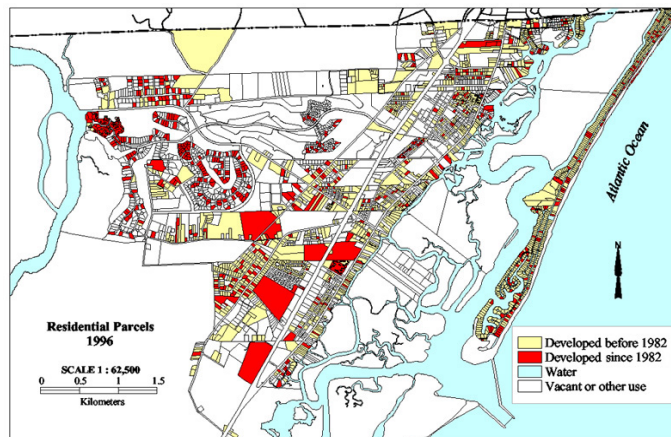 Atlantic Ocean
N
Residential Parcels
1996
SCALE 1 : 62,500
0 0.5 1 1.5
Kilometers
Developed before 1982
Developed since 1982
Water
Vacant or other use